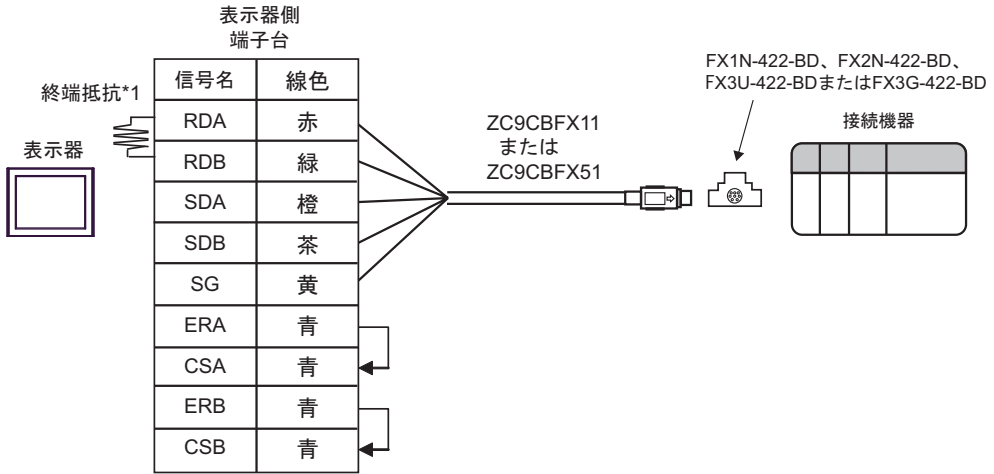 表示器側
端子台
信号名 線色
終端抵抗*1
RDA 赤
表示器
RDB 緑
SDA 橙
SDB 茶
SG 黄
ERA 青
CSA 青
ERB 青
CSB 青
ZC9CBFX11
または
ZC9CBFX51
FX1N-422-BD、FX2N-422-BD、
FX3U-422-BDまたはFX3G-422-BD
接続機器